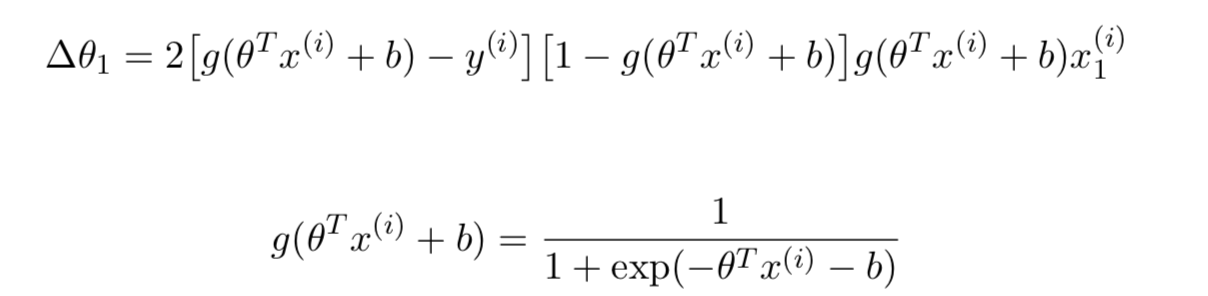 Δθ₁ = 2[g(θᵀx⁽ⁱ⁾ + b) − y⁽ⁱ⁾][1 − g(θᵀx⁽ⁱ⁾ + b)]g(θᵀx⁽ⁱ⁾ + b)x₁⁽ⁱ⁾
g(θᵀx⁽ⁱ⁾ + b) = 1 / (1 + exp(−θᵀx⁽ⁱ⁾ − b))